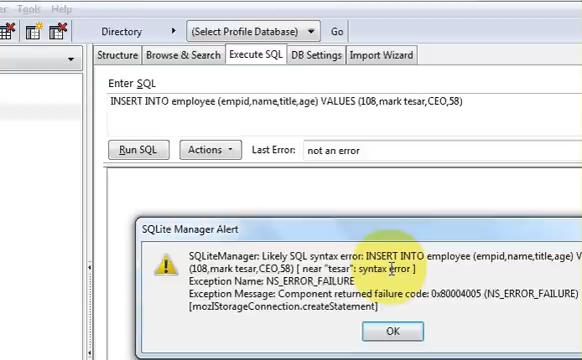 Tools Help
Directory (Select Profile Database) Go
Structure Browse & Search Execute SQL DB Settings Import Wizard
Enter SQL
INSERT INTO employee (empid,name,title,age) VALUES (108,mark tesar,CEO,58)
Run SQL Actions Last Error: not an error
SQLite Manager Alert
SQLiteManager: Likely SQL syntax error: INSERT INTO employee (empid,name,title,age) V
(108,mark tesar,CEO,58) [ near "tesar": syntax error ]
Exception Name: NS_ERROR_FAILURE
Exception Message: Component returned failure code: 0x80004005 (NS_ERROR_FAILURE)
[mozIStorageConnection.createStatement]
OK